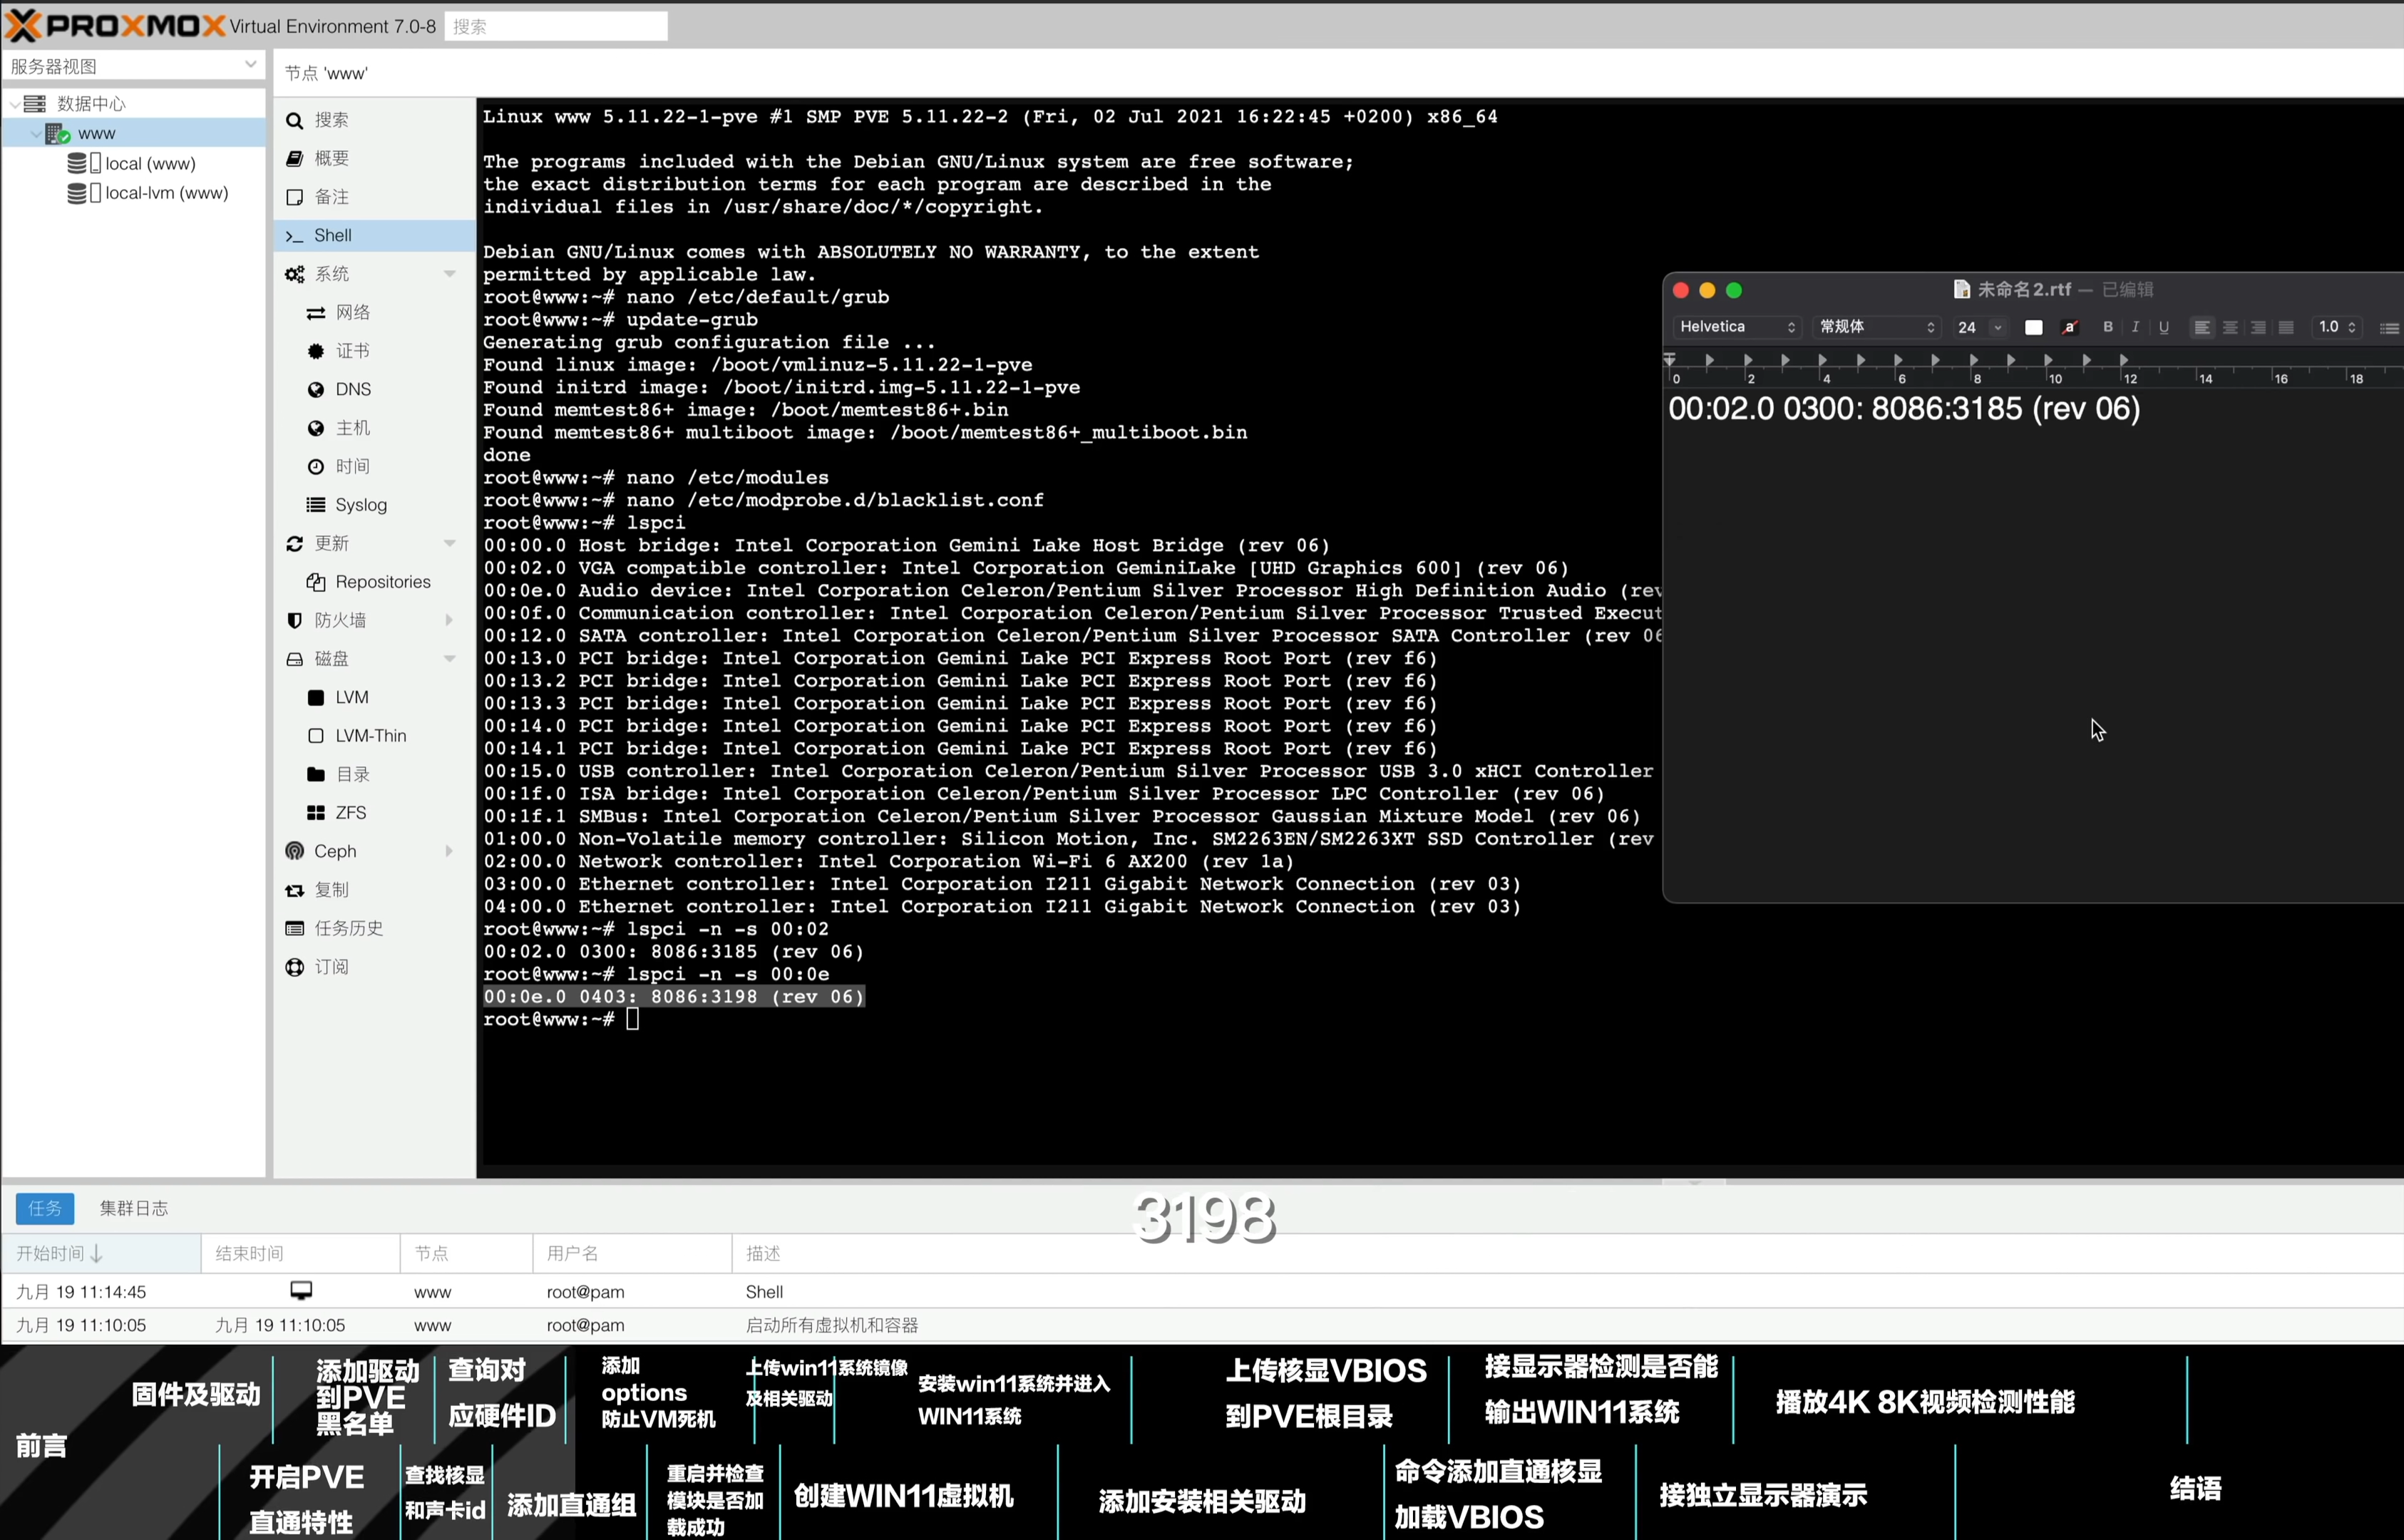 PROXMOX Virtual Environment 7.0-8 搜索
服务器视图
数据中心
www
local (www)
local-lvm (www)
节点 'www'
搜索
概要
备注
Shell
系统
网络
证书
DNS
主机
时间
Syslog
更新
Repositories
防火墙
磁盘
LVM
LVM-Thin
目录
ZFS
Ceph
复制
任务历史
订阅
Linux www 5.11.22-1-pve #1 SMP PVE 5.11.22-2 (Fri, 02 Jul 2021 16:22:45 +0200) x86_64
The programs included with the Debian GNU/Linux system are free software;
the exact distribution terms for each program are described in the
individual files in /usr/share/doc/*/copyright.
Debian GNU/Linux comes with ABSOLUTELY NO WARRANTY, to the extent
permitted by applicable law.
root@www:~# nano /etc/default/grub
root@www:~# update-grub
Generating grub configuration file ...
Found linux image: /boot/vmlinuz-5.11.22-1-pve
Found initrd image: /boot/initrd.img-5.11.22-1-pve
Found memtest86+ image: /boot/memtest86+.bin
Found memtest86+ multiboot image: /boot/memtest86+_multiboot.bin
done
root@www:~# nano /etc/modules
root@www:~# nano /etc/modprobe.d/blacklist.conf
root@www:~# lspci
00:00.0 Host bridge: Intel Corporation Gemini Lake Host Bridge (rev 06)
00:02.0 VGA compatible controller: Intel Corporation GeminiLake [UHD Graphics 600] (rev 06)
00:0e.0 Audio device: Intel Corporation Celeron/Pentium Silver Processor High Definition Audio (rev
00:0f.0 Communication controller: Intel Corporation Celeron/Pentium Silver Processor Trusted Execut
00:12.0 SATA controller: Intel Corporation Celeron/Pentium Silver Processor SATA Controller (rev 06
00:13.0 PCI bridge: Intel Corporation Gemini Lake PCI Express Root Port (rev f6)
00:13.2 PCI bridge: Intel Corporation Gemini Lake PCI Express Root Port (rev f6)
00:13.3 PCI bridge: Intel Corporation Gemini Lake PCI Express Root Port (rev f6)
00:14.0 PCI bridge: Intel Corporation Gemini Lake PCI Express Root Port (rev f6)
00:14.1 PCI bridge: Intel Corporation Gemini Lake PCI Express Root Port (rev f6)
00:15.0 USB controller: Intel Corporation Celeron/Pentium Silver Processor USB 3.0 xHCI Controller
00:1f.0 ISA bridge: Intel Corporation Celeron/Pentium Silver Processor LPC Controller (rev 06)
00:1f.1 SMBus: Intel Corporation Celeron/Pentium Silver Processor Gaussian Mixture Model (rev 06)
01:00.0 Non-Volatile memory controller: Silicon Motion, Inc. SM2263EN/SM2263XT SSD Controller (rev
02:00.0 Network controller: Intel Corporation Wi-Fi 6 AX200 (rev 1a)
03:00.0 Ethernet controller: Intel Corporation I211 Gigabit Network Connection (rev 03)
04:00.0 Ethernet controller: Intel Corporation I211 Gigabit Network Connection (rev 03)
root@www:~# lspci -n -s 00:02
00:02.0 0300: 8086:3185 (rev 06)
root@www:~# lspci -n -s 00:0e
00:0e.0 0403: 8086:3198 (rev 06)
root@www:~#
未命名2.rtf — 已编辑
Helvetica 常规体 24 a B I U 1.0
0 2 4 6 8 10 12 14 16 18
00:02.0 0300: 8086:3185 (rev 06)
任务 集群日志
3198
开始时间 结束时间 节点 用户名 描述
九月 19 11:14:45 www root@pam Shell
九月 19 11:10:05 九月 19 11:10:05 www root@pam 启动所有虚拟机和容器
前言
固件及驱动
开启PVE
直通特性
添加驱动
到PVE
黑名单
查找核显
和声卡id
查询对
应硬件ID
添加直通组
添加
options
防止VM死机
重启并检查
模块是否加
载成功
上传win11系统镜像
及相关驱动
创建WIN11虚拟机
安装win11系统并进入
WIN11系统
添加安装相关驱动
上传核显VBIOS
到PVE根目录
命令添加直通核显
加载VBIOS
接显示器检测是否能
输出WIN11系统
接独立显示器演示
播放4K 8K视频检测性能
结语